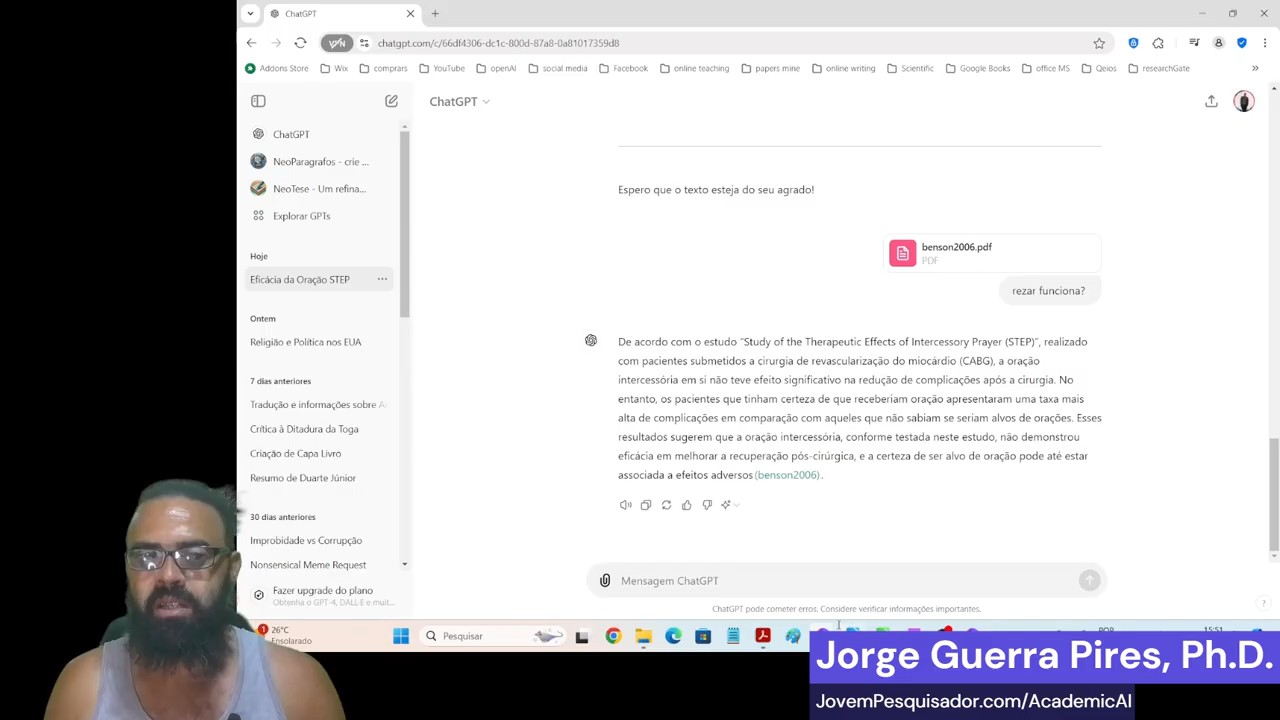 ChatGPT
chatgpt.com/c/66df4306-dc1c-800d-87a8-0a81017359d8
Addons Store Wix comprars YouTube openAI social media Facebook online teaching papers mine online writing Scientific Google Books office MS Qeios researchGate
ChatGPT
ChatGPT
NeoParagrafos - crie ...
NeoTese - Um refina...
Explorar GPTs
Hoje
Eficácia da Oração STEP
Ontem
Religião e Política nos EUA
7 dias anteriores
Tradução e informações sobre
Crítica à Ditadura da Toga
Criação de Capa Livro
Resumo de Duarte Júnior
30 dias anteriores
Improbidade vs Corrupção
Nonsensical Meme Request
Fazer upgrade do plano
Obtenha o GPT-4, DALL·E e muit...
Espero que o texto esteja do seu agrado!
benson2006.pdf
PDF
rezar funciona?
De acordo com o estudo "Study of the Therapeutic Effects of Intercessory Prayer (STEP)", realizado
com pacientes submetidos a cirurgia de revascularização do miocárdio (CABG), a oração
intercessória em si não teve efeito significativo na redução de complicações após a cirurgia. No
entanto, os pacientes que tinham certeza de que receberiam oração apresentaram uma taxa mais
alta de complicações em comparação com aqueles que não sabiam se seriam alvos de orações. Esses
resultados sugerem que a oração intercessória, conforme testada neste estudo, não demonstrou
eficácia em melhorar a recuperação pós-cirúrgica, e a certeza de ser alvo de oração pode até estar
associada a efeitos adversos (benson2006).
Mensagem ChatGPT
ChatGPT pode cometer erros. Considere verificar informações importantes.
1
26°C
Ensolarado
Pesquisar
Jorge Guerra Pires, Ph.D.
JovemPesquisador.com/AcademicAI